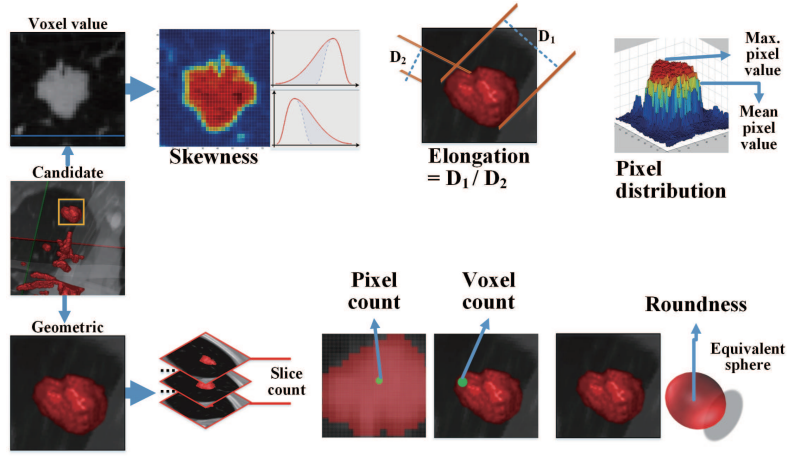 Voxel value
Skewness
D₂
D₁
Elongation
= D₁ / D₂
Max.
pixel
value
Mean
pixel
value
Pixel
distribution
Candidate
Geometric
Slice
count
Pixel
count
Voxel
count
Roundness
Equivalent
sphere